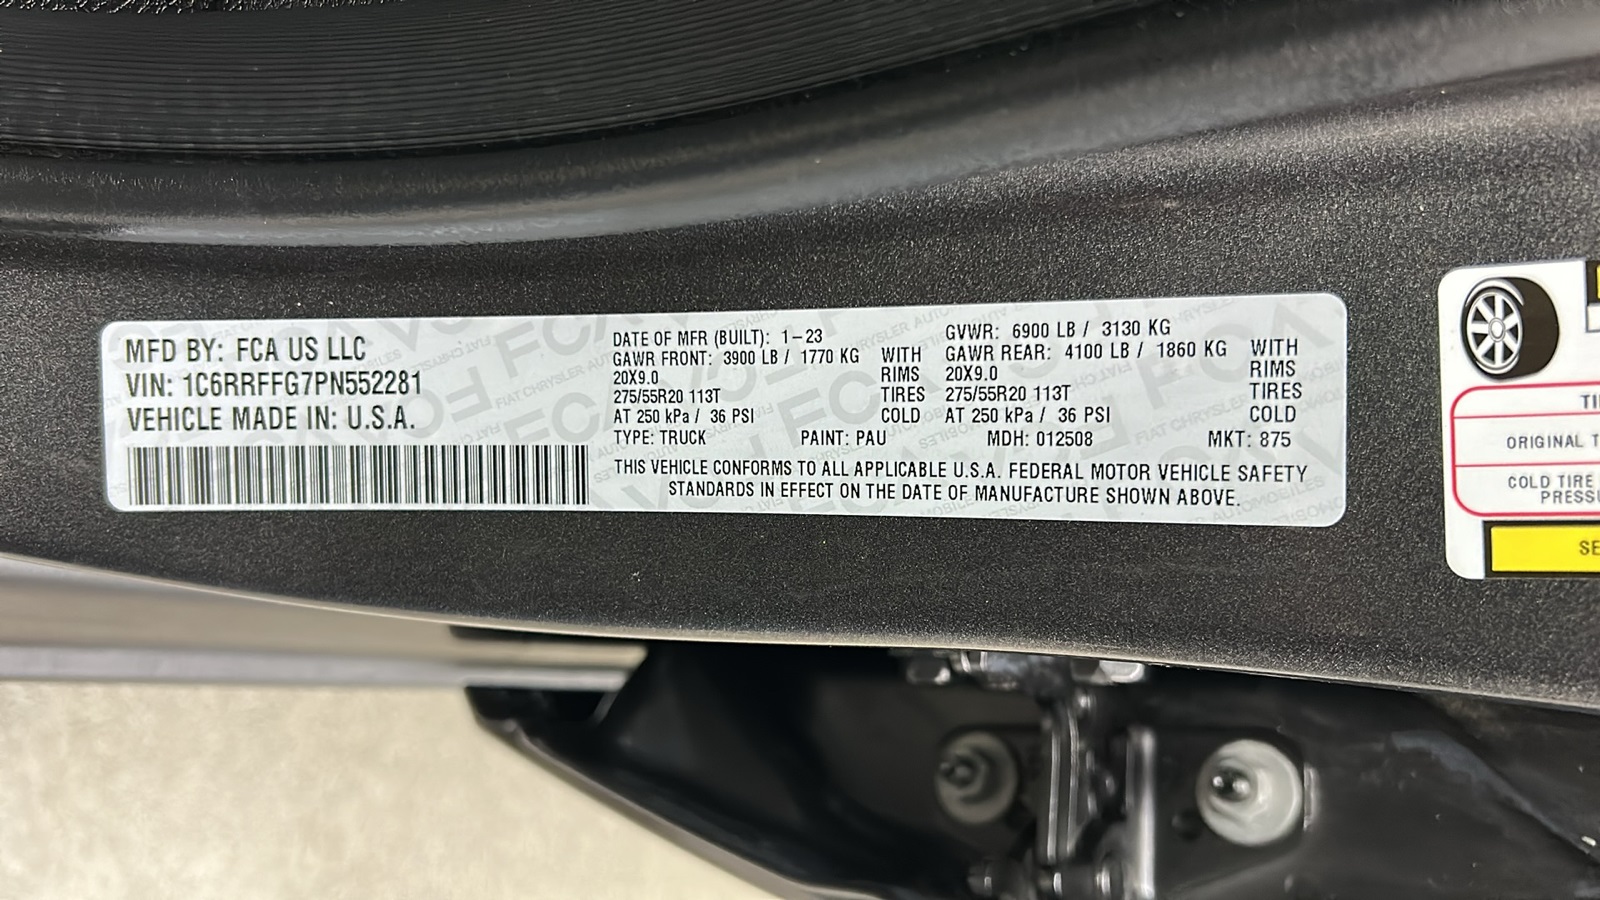 MFD BY: FCA US LLC
VIN: 1C6RRFFG7PN552281
VEHICLE MADE IN: U.S.A.
DATE OF MFR (BUILT): 1-23
GAWR FRONT: 3900 LB / 1770 KG WITH
20X9.0 RIMS
275/55R20 113T TIRES
AT 250 kPa / 36 PSI COLD
GVWR: 6900 LB / 3130 KG
GAWR REAR: 4100 LB / 1860 KG WITH
20X9.0 RIMS
275/55R20 113T TIRES
AT 250 kPa / 36 PSI COLD
TYPE: TRUCK PAINT: PAU MDH: 012508 MKT: 875
THIS VEHICLE CONFORMS TO ALL APPLICABLE U.S.A. FEDERAL MOTOR VEHICLE SAFETY
STANDARDS IN EFFECT ON THE DATE OF MANUFACTURE SHOWN ABOVE.
ORIGINAL
COLD TIRE